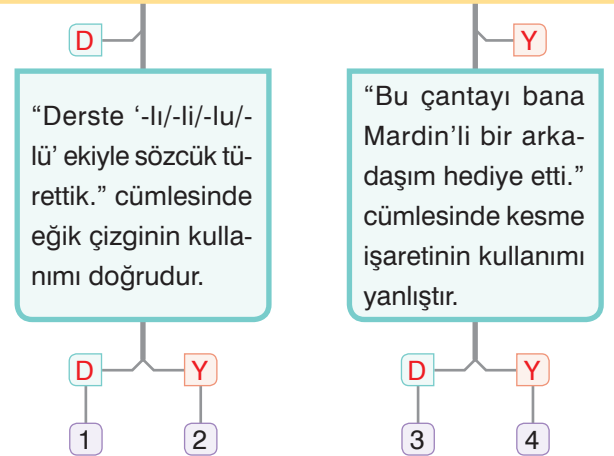 D
Y
“Derste ‘-lı/-li/-lu/-
lü’ ekiyle sözcük tü-
rettik.” cümlesinde
eğik çizginin kulla-
nımı doğrudur.
“Bu çantayı bana
Mardin’li bir arka-
daşım hediye etti.”
cümlesinde kesme
işaretinin kullanımı
yanlıştır.
D
Y
D
Y
1
2
3
4